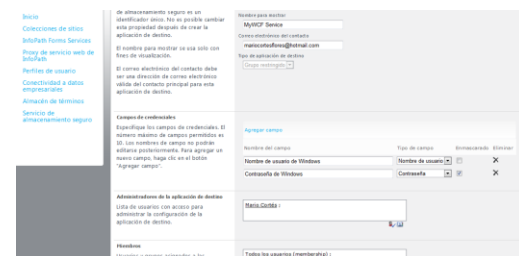 Inicio
Colecciones de sitios
InfoPath Forms Services
Proxy de servicio web de
InfoPath
Perfiles de usuario
Conectividad a datos
empresariales
Almacén de términos
Servicio de
almacenamiento seguro
de almacenamiento seguro es un
identificador único. No es posible cambiar
esta propiedad después de crear la
aplicación de destino.
El nombre para mostrar se usa solo con
fines de visualización.
El correo electrónico del contacto debe
ser una dirección de correo electrónico
válida del contacto principal para esta
aplicación de destino.
Nombre para mostrar
MyWCF Service
Correo electrónico del contacto
mariocortesflores@hotmail.com
Tipo de aplicación de destino
Grupo restringido
Campos de credenciales
Especifique los campos de credenciales. El
número máximo de campos permitidos es
10. Los nombres de campo no podrán
editarse posteriormente. Para agregar un
nuevo campo, haga clic en el botón
"Agregar campo".
Agregar campo
Nombre del campo Tipo de campo Enmascarado Eliminar
Nombre de usuario de Windows Nombre de usuario
Contraseña de Windows Contraseña
Administradores de la aplicación de destino
Lista de usuarios con acceso para
administrar la configuración de la
aplicación de destino.
Mario Cortés ;
Miembros
Usuarios y grupos asignados a las
Todos los usuarios (membership) ;